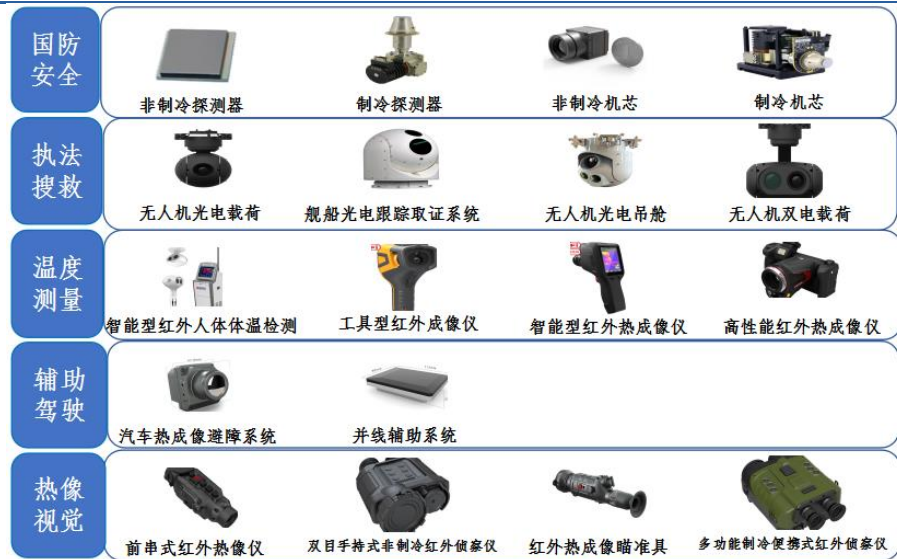 国防
安全
非制冷探测器
制冷探测器
非制冷机芯
制冷机芯
执法
搜救
无人机光电载荷
舰船光电跟踪取证系统
无人机光电吊舱
无人机双电载荷
温度
测量
智能型红外人体体温检测
工具型红外成像仪
智能型红外热成像仪
高性能红外热成像仪
辅助
驾驶
汽车热成像避障系统
并线辅助系统
热像
视觉
前串式红外热像仪
双目手持式非制冷红外侦察仪
红外热成像瞄准具
多功能制冷便携式红外侦察仪